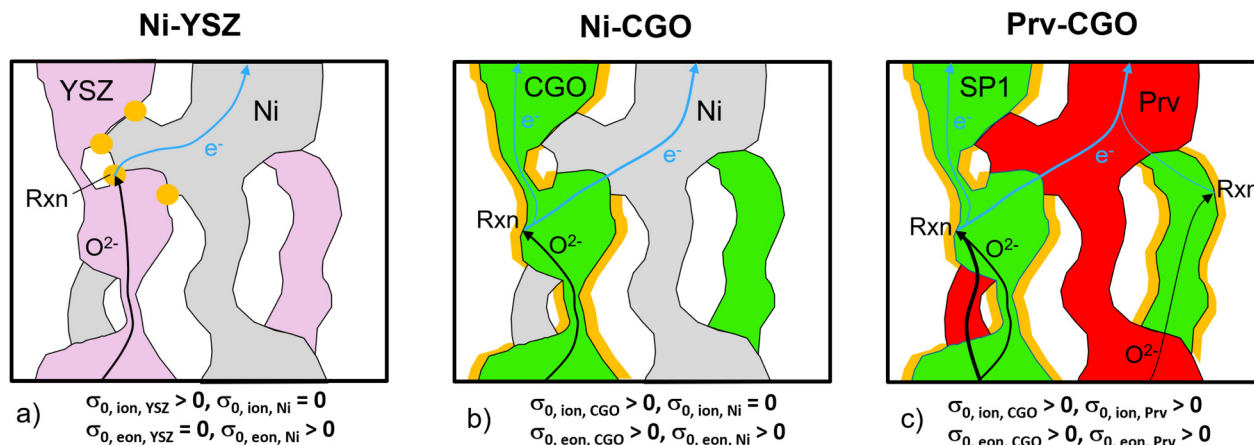 Ni-YSZ
Ni-CGO
Prv-CGO
YSZ
Ni
e-
Rxn
O2-
CGO
Ni
e-
e-
Rxn
O2-
SP1
Prv
e-
e-
Rxn
Rxn
O2-
O2-
a)
σ0, ion, YSZ > 0, σ0, ion, Ni = 0
σ0, eon, YSZ = 0, σ0, eon, Ni > 0
b)
σ0, ion, CGO > 0, σ0, ion, Ni = 0
σ0, eon, CGO > 0, σ0, eon, Ni > 0
c)
σ0, ion, CGO > 0, σ0, ion, Prv > 0
σ0, eon, CGO > 0, σ0, eon, Prv > 0